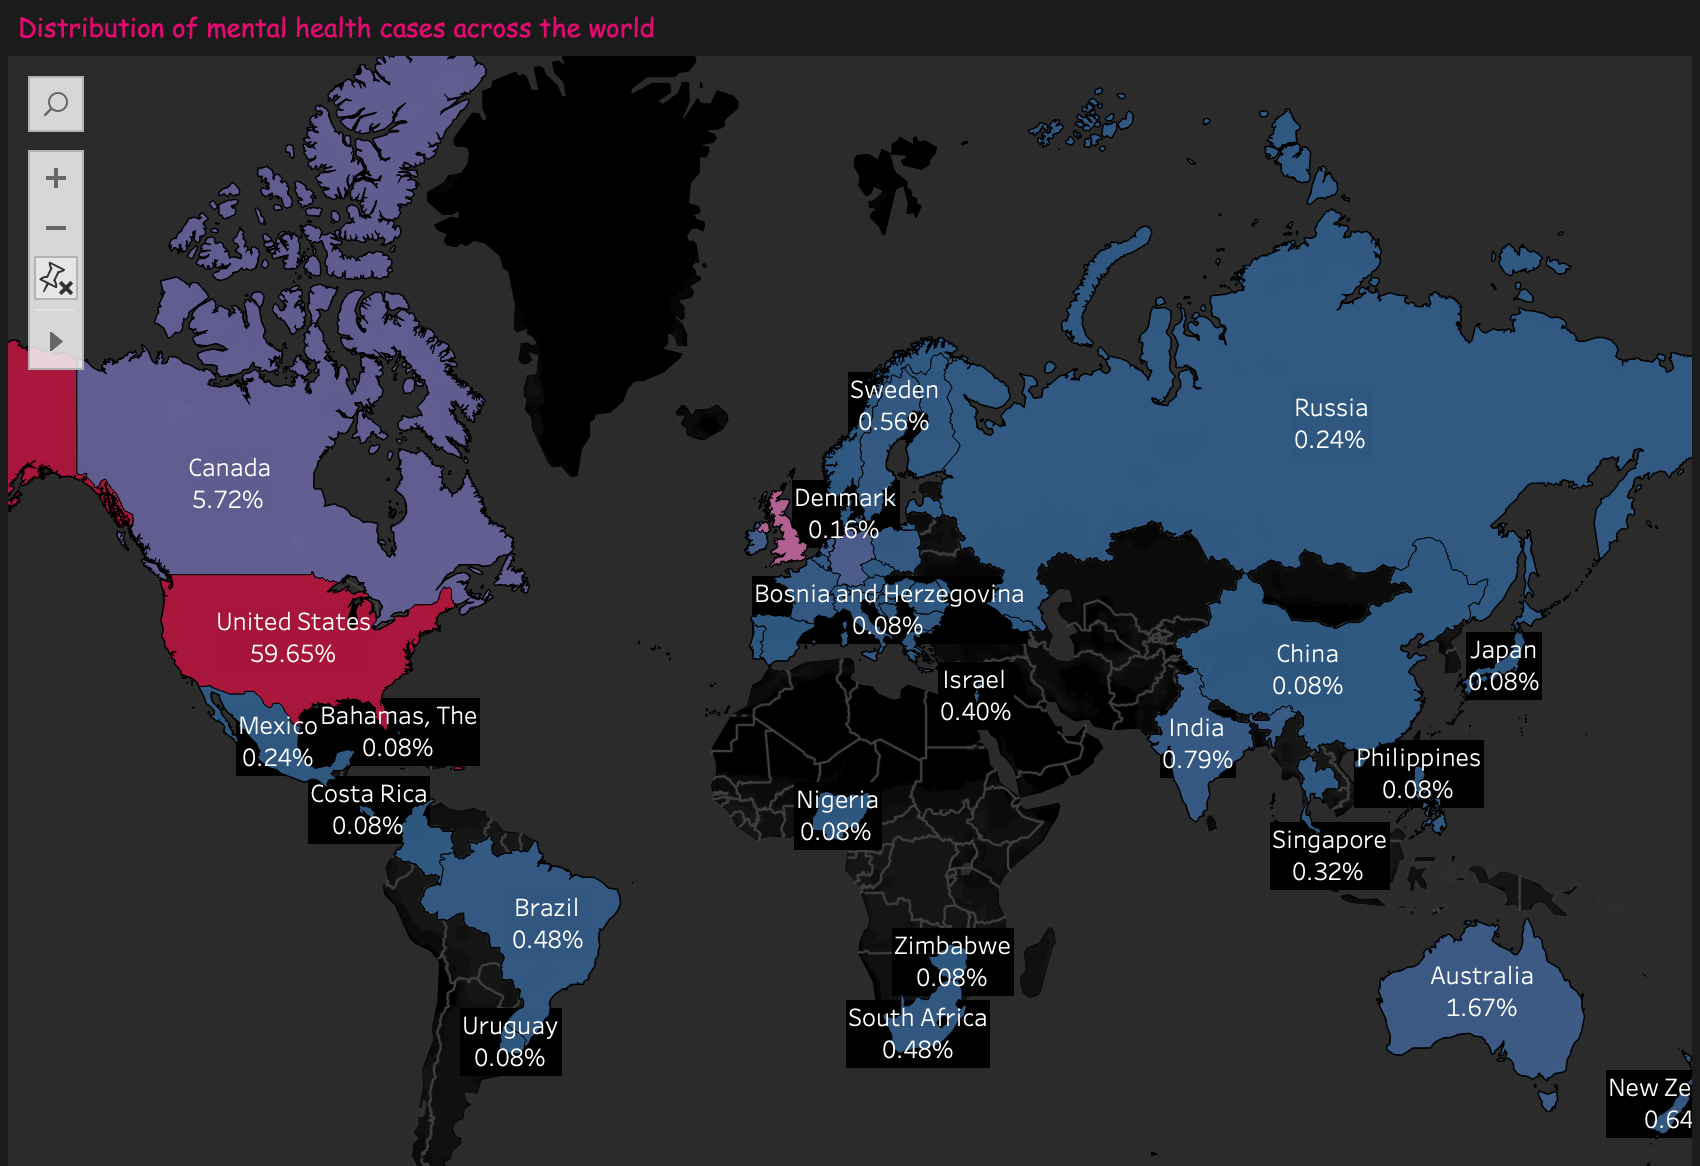 Distribution of mental health cases across the world
Sweden
0.56%
Russia
0.24%
Canada
5.72%
Denmark
0.16%
Bosnia and Herzegovina
0.08%
United States
59.65%
China
0.08%
Japan
0.08%
Israel
0.40%
Mexico
0.24%
Bahamas, The
0.08%
India
0.79%
Philippines
0.08%
Costa Rica
0.08%
Nigeria
0.08%
Singapore
0.32%
Brazil
0.48%
Zimbabwe
0.08%
Australia
1.67%
South Africa
0.48%
Uruguay
0.08%
New Ze
0.64